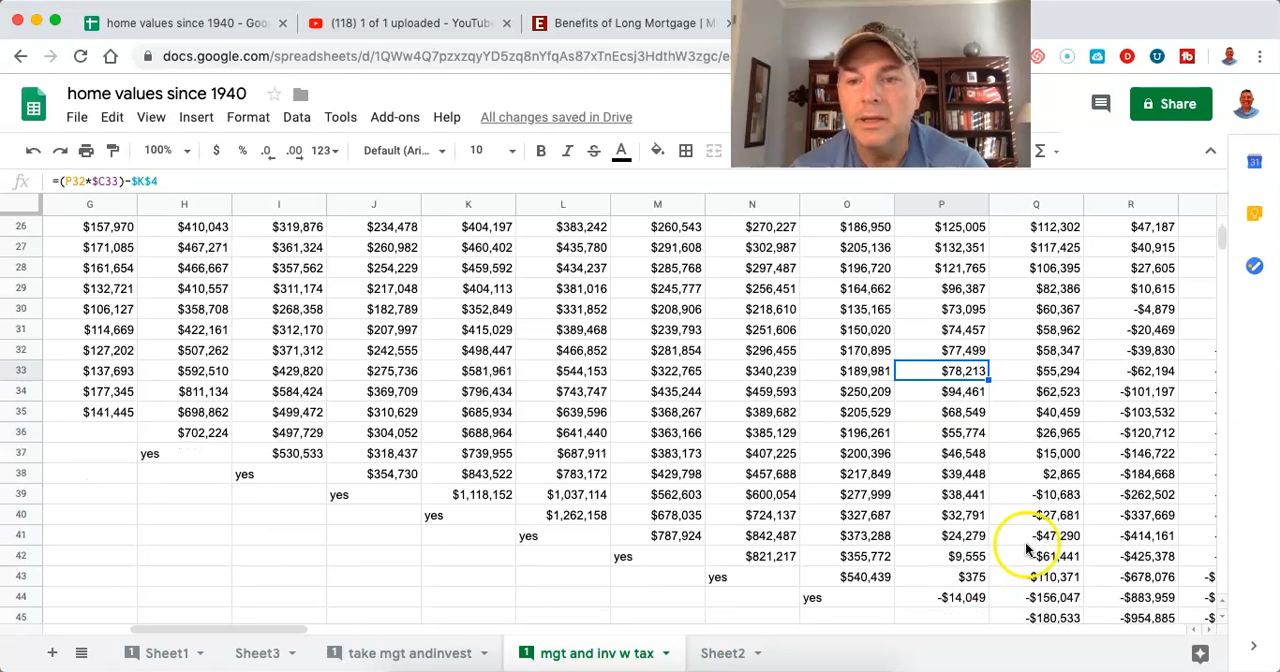 home values since 1940 - Goo
(118) 1 of 1 uploaded - YouTube
Benefits of Long Mortgage | M
docs.google.com/spreadsheets/d/1QWw4Q7pzxzqyYD5zq8nYfqAs87xTnEcsj3HdthW3zgc/e
home values since 1940
Share
File Edit View Insert Format Data Tools Add-ons Help All changes saved in Drive
100% $ % .0 .00 123 Default (Ari... 10 B I S A Σ
fx =(P32*$C33)-$K$4
G H I J K L M N O P Q R
26 $157,970 $410,043 $319,876 $234,478 $404,197 $383,242 $260,543 $270,227 $186,950 $125,005 $112,302 $47,187
27 $171,085 $467,271 $361,324 $260,982 $460,402 $435,780 $291,608 $302,987 $205,136 $132,351 $117,425 $40,915
28 $161,654 $466,667 $357,562 $254,229 $459,592 $434,237 $285,768 $297,487 $196,720 $121,765 $106,395 $27,605
29 $132,721 $410,557 $311,174 $217,048 $404,113 $381,016 $245,777 $256,451 $164,662 $96,387 $82,386 $10,615
30 $106,127 $358,708 $268,358 $182,789 $352,849 $331,852 $208,906 $218,610 $135,165 $73,095 $60,367 -$4,879
31 $114,669 $422,161 $312,170 $207,997 $415,029 $389,468 $239,793 $251,606 $150,020 $74,457 $58,962 -$20,469
32 $127,202 $507,262 $371,312 $242,555 $498,447 $466,852 $281,854 $296,455 $170,895 $77,499 $58,347 -$39,830
33 $137,693 $592,510 $429,820 $275,736 $581,961 $544,153 $322,765 $340,239 $189,981 $78,213 $55,294 -$62,194
34 $177,345 $811,134 $584,424 $369,709 $796,434 $743,747 $435,244 $459,593 $250,209 $94,461 $62,523 -$101,197
35 $141,445 $698,862 $499,472 $310,629 $685,934 $639,596 $368,267 $389,682 $205,529 $68,549 $40,459 -$103,532
36 $702,224 $497,729 $304,052 $688,964 $641,440 $363,166 $385,129 $196,261 $55,774 $26,965 -$120,712
37 yes $530,533 $318,437 $739,955 $687,911 $383,173 $407,225 $200,396 $46,548 $15,000 -$146,722
38 yes $354,730 $843,522 $783,172 $429,798 $457,688 $217,849 $39,448 $2,865 -$184,668
39 yes $1,118,152 $1,037,114 $562,603 $600,054 $277,999 $38,441 -$10,683 -$262,502
40 yes $1,262,158 $678,035 $724,137 $327,687 $32,791 -$27,681 -$337,669
41 yes $787,924 $842,487 $373,288 $24,279 -$47,290 -$414,161
42 yes $821,217 $355,772 $9,555 -$61,441 -$425,378
43 yes $540,439 $375 -$110,371 -$678,076 -$
44 yes -$14,049 -$156,047 -$883,959 -$
45 -$180,533 -$954,885 -$
+ 1 Sheet1 Sheet3 1 take mgt andinvest 1 mgt and inv w tax Sheet2